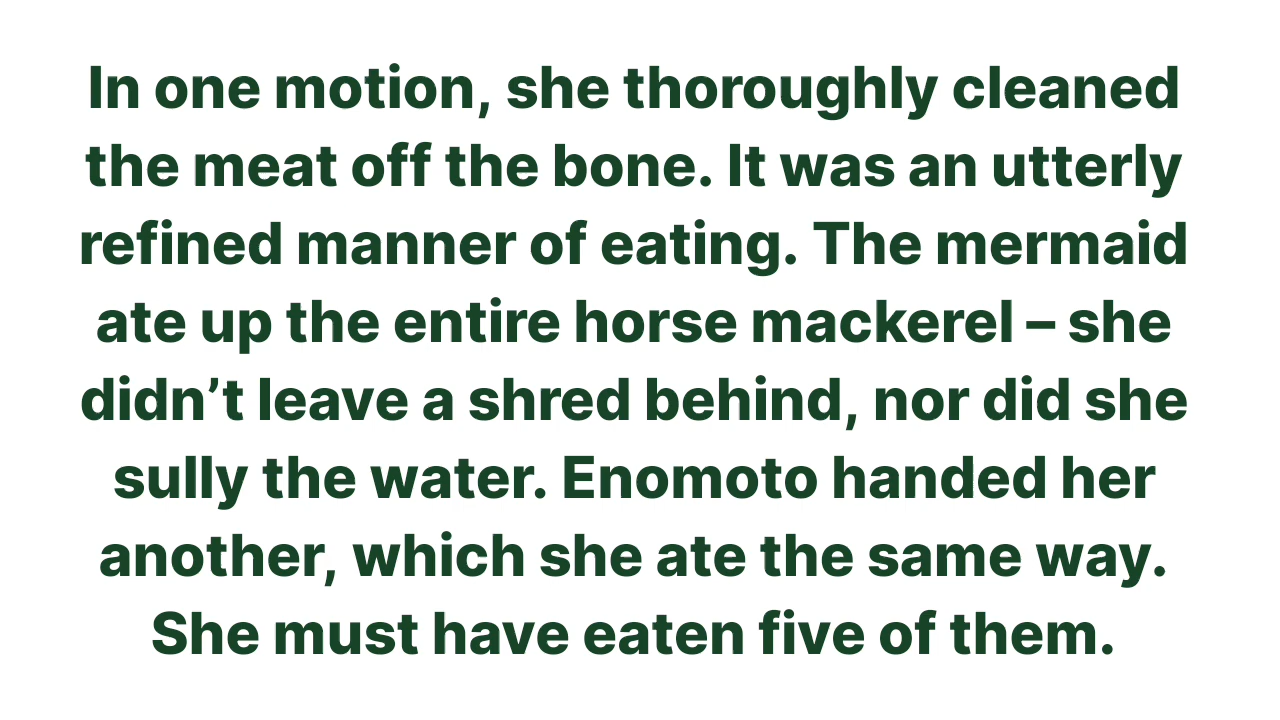 In one motion, she thoroughly cleaned
the meat off the bone. It was an utterly
refined manner of eating. The mermaid
ate up the entire horse mackerel – she
didn’t leave a shred behind, nor did she
sully the water. Enomoto handed her
another, which she ate the same way.
She must have eaten five of them.